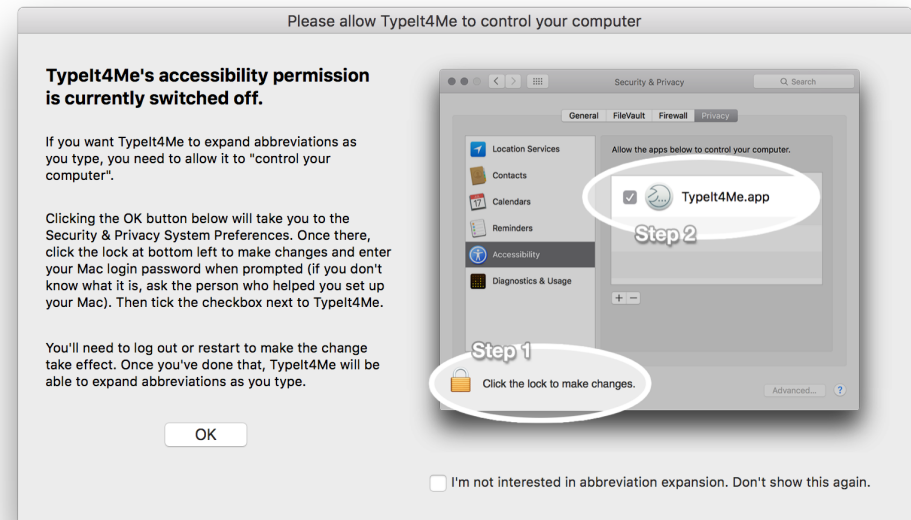 Please allow TypeIt4Me to control your computer
TypeIt4Me's accessibility permission
is currently switched off.
If you want TypeIt4Me to expand abbreviations as
you type, you need to allow it to "control your
computer".
Clicking the OK button below will take you to the
Security & Privacy System Preferences. Once there,
click the lock at bottom left to make changes and enter
your Mac login password when prompted (if you don't
know what it is, ask the person who helped you set up
your Mac). Then tick the checkbox next to TypeIt4Me.
You'll need to log out or restart to make the change
take effect. Once you've done that, TypeIt4Me will be
able to expand abbreviations as you type.
OK
Security & Privacy
Search
General FileVault Firewall Privacy
Location Services
Contacts
17 Calendars
Reminders
Accessibility
Diagnostics & Usage
Allow the apps below to control your computer.
TypeIt4Me.app
Step 2
+ −
Step 1
Click the lock to make changes.
Advanced... ?
I'm not interested in abbreviation expansion. Don't show this again.